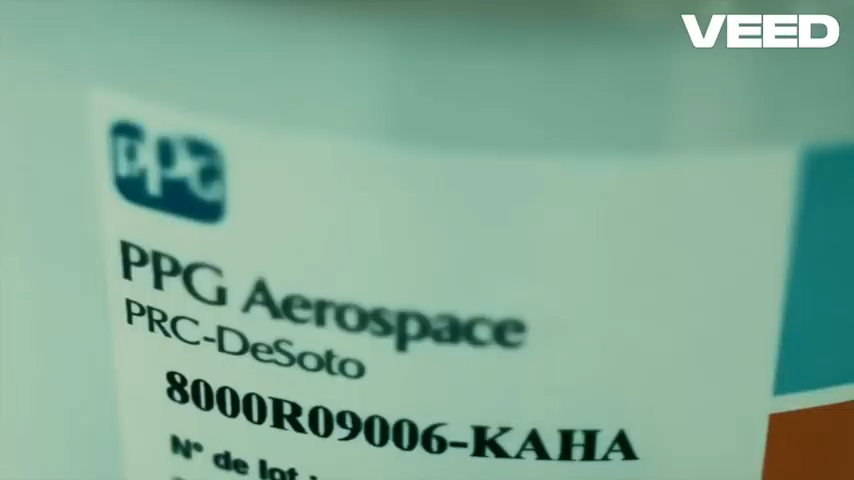 VEED
PPG
PPG Aerospace
PRC-DeSoto
8000R09006-KAHA
N° de lot :